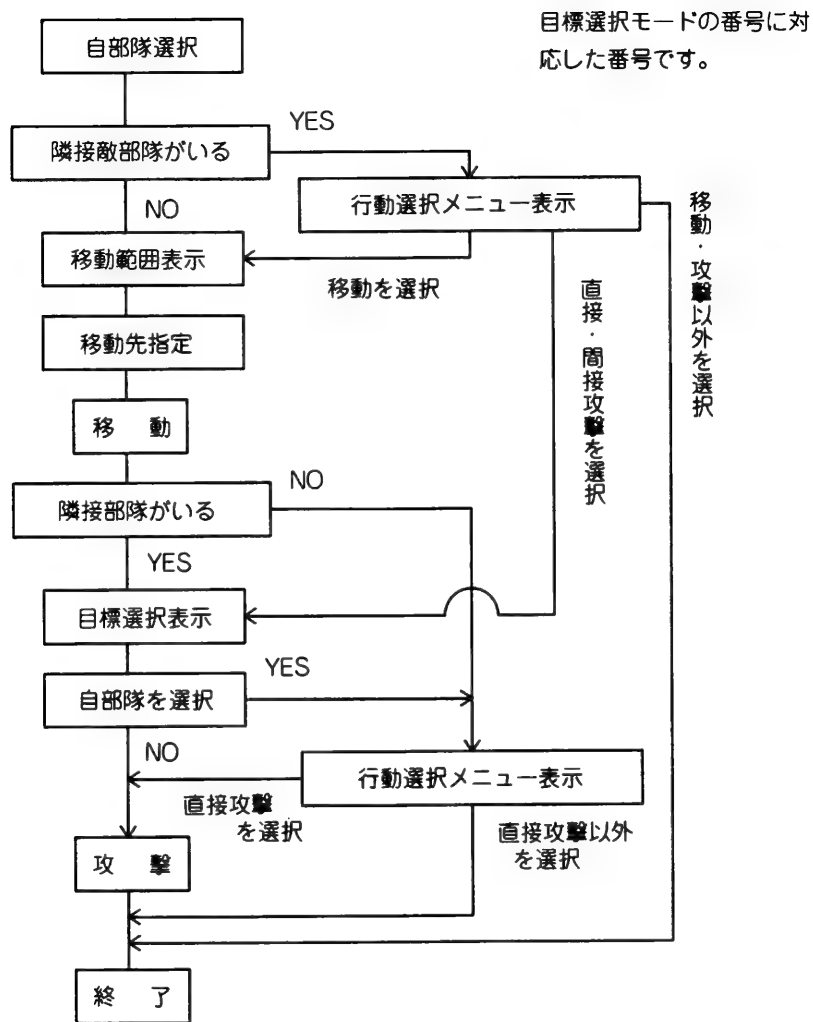 目標選択モードの番号に対
応した番号です。
自部隊選択
隣接敵部隊がいる
YES
NO
行動選択メニュー表示
移動範囲表示
移動を選択
移動・攻撃以外を選択
直接・間接攻撃を選択
移動先指定
移 動
隣接部隊がいる
NO
YES
目標選択表示
自部隊を選択
YES
NO
行動選択メニュー表示
直接攻撃
を選択
直接攻撃以外
を選択
攻 撃
終 了